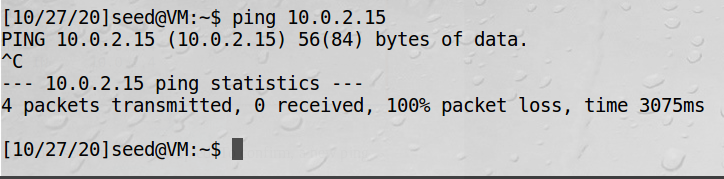 [10/27/20]seed@VM:~$ ping 10.0.2.15
PING 10.0.2.15 (10.0.2.15) 56(84) bytes of data.
^C
--- 10.0.2.15 ping statistics ---
4 packets transmitted, 0 received, 100% packet loss, time 3075ms
[10/27/20]seed@VM:~$